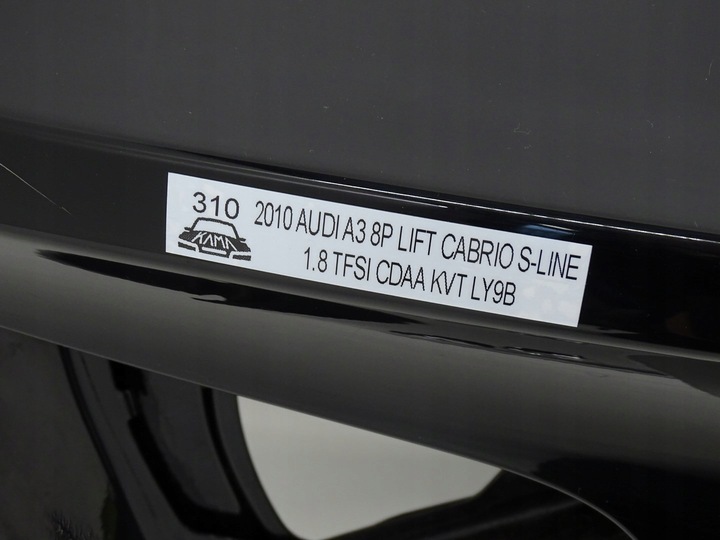 310
KAMA
2010 AUDI A3 8P LIFT CABRIO S-LINE
1.8 TFSI CDAA KVT LY9B